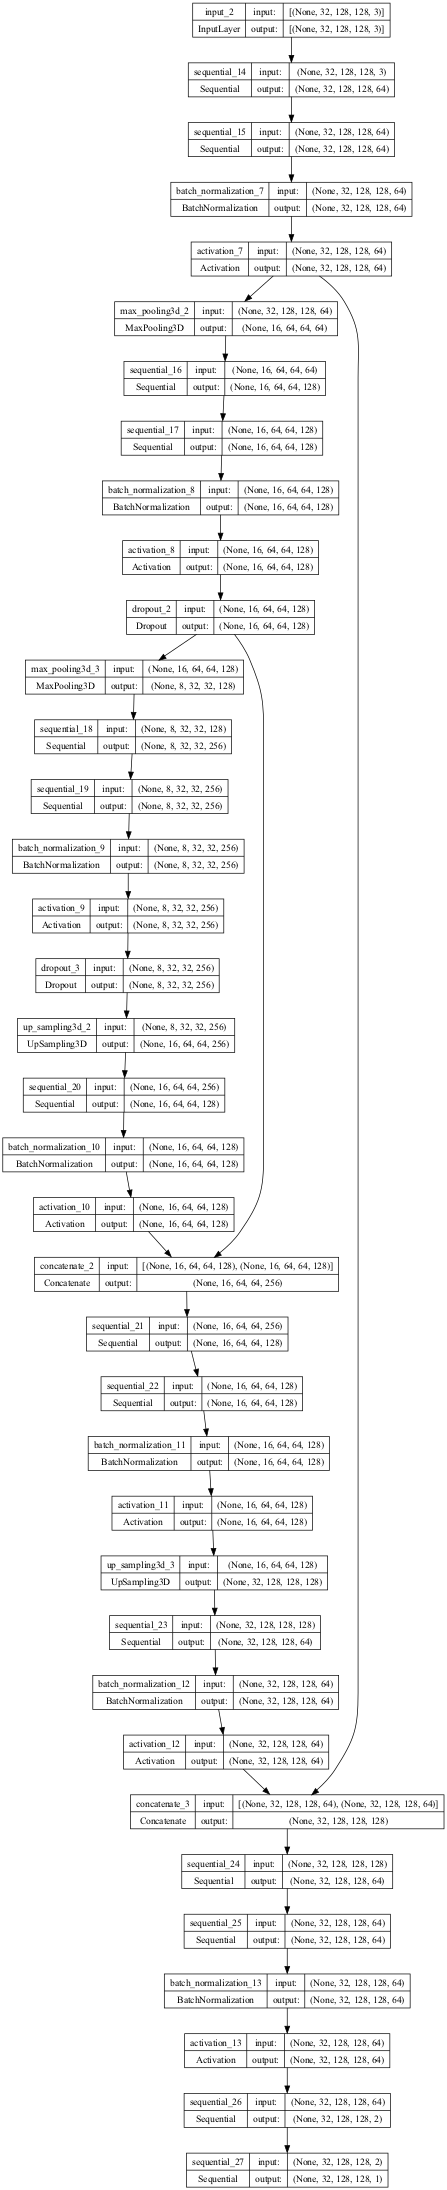 input_2 input: [(None, 32, 128, 128, 3)]
InputLayer output: [(None, 32, 128, 128, 3)]
sequential_14 input: (None, 32, 128, 128, 3)
Sequential output: (None, 32, 128, 128, 64)
sequential_15 input: (None, 32, 128, 128, 64)
Sequential output: (None, 32, 128, 128, 64)
batch_normalization_7 input: (None, 32, 128, 128, 64)
BatchNormalization output: (None, 32, 128, 128, 64)
activation_7 input: (None, 32, 128, 128, 64)
Activation output: (None, 32, 128, 128, 64)
max_pooling3d_2 input: (None, 32, 128, 128, 64)
MaxPooling3D output: (None, 16, 64, 64, 64)
sequential_16 input: (None, 16, 64, 64, 64)
Sequential output: (None, 16, 64, 64, 128)
sequential_17 input: (None, 16, 64, 64, 128)
Sequential output: (None, 16, 64, 64, 128)
batch_normalization_8 input: (None, 16, 64, 64, 128)
BatchNormalization output: (None, 16, 64, 64, 128)
activation_8 input: (None, 16, 64, 64, 128)
Activation output: (None, 16, 64, 64, 128)
dropout_2 input: (None, 16, 64, 64, 128)
Dropout output: (None, 16, 64, 64, 128)
max_pooling3d_3 input: (None, 16, 64, 64, 128)
MaxPooling3D output: (None, 8, 32, 32, 128)
sequential_18 input: (None, 8, 32, 32, 128)
Sequential output: (None, 8, 32, 32, 256)
sequential_19 input: (None, 8, 32, 32, 256)
Sequential output: (None, 8, 32, 32, 256)
batch_normalization_9 input: (None, 8, 32, 32, 256)
BatchNormalization output: (None, 8, 32, 32, 256)
activation_9 input: (None, 8, 32, 32, 256)
Activation output: (None, 8, 32, 32, 256)
dropout_3 input: (None, 8, 32, 32, 256)
Dropout output: (None, 8, 32, 32, 256)
up_sampling3d_2 input: (None, 8, 32, 32, 256)
UpSampling3D output: (None, 16, 64, 64, 256)
sequential_20 input: (None, 16, 64, 64, 256)
Sequential output: (None, 16, 64, 64, 128)
batch_normalization_10 input: (None, 16, 64, 64, 128)
BatchNormalization output: (None, 16, 64, 64, 128)
activation_10 input: (None, 16, 64, 64, 128)
Activation output: (None, 16, 64, 64, 128)
concatenate_2 input: [(None, 16, 64, 64, 128), (None, 16, 64, 64, 128)]
Concatenate output: (None, 16, 64, 64, 256)
sequential_21 input: (None, 16, 64, 64, 256)
Sequential output: (None, 16, 64, 64, 128)
sequential_22 input: (None, 16, 64, 64, 128)
Sequential output: (None, 16, 64, 64, 128)
batch_normalization_11 input: (None, 16, 64, 64, 128)
BatchNormalization output: (None, 16, 64, 64, 128)
activation_11 input: (None, 16, 64, 64, 128)
Activation output: (None, 16, 64, 64, 128)
up_sampling3d_3 input: (None, 16, 64, 64, 128)
UpSampling3D output: (None, 32, 128, 128, 128)
sequential_23 input: (None, 32, 128, 128, 128)
Sequential output: (None, 32, 128, 128, 64)
batch_normalization_12 input: (None, 32, 128, 128, 64)
BatchNormalization output: (None, 32, 128, 128, 64)
activation_12 input: (None, 32, 128, 128, 64)
Activation output: (None, 32, 128, 128, 64)
concatenate_3 input: [(None, 32, 128, 128, 64), (None, 32, 128, 128, 64)]
Concatenate output: (None, 32, 128, 128, 128)
sequential_24 input: (None, 32, 128, 128, 128)
Sequential output: (None, 32, 128, 128, 64)
sequential_25 input: (None, 32, 128, 128, 64)
Sequential output: (None, 32, 128, 128, 64)
batch_normalization_13 input: (None, 32, 128, 128, 64)
BatchNormalization output: (None, 32, 128, 128, 64)
activation_13 input: (None, 32, 128, 128, 64)
Activation output: (None, 32, 128, 128, 64)
sequential_26 input: (None, 32, 128, 128, 64)
Sequential output: (None, 32, 128, 128, 2)
sequential_27 input: (None, 32, 128, 128, 2)
Sequential output: (None, 32, 128, 128, 1)